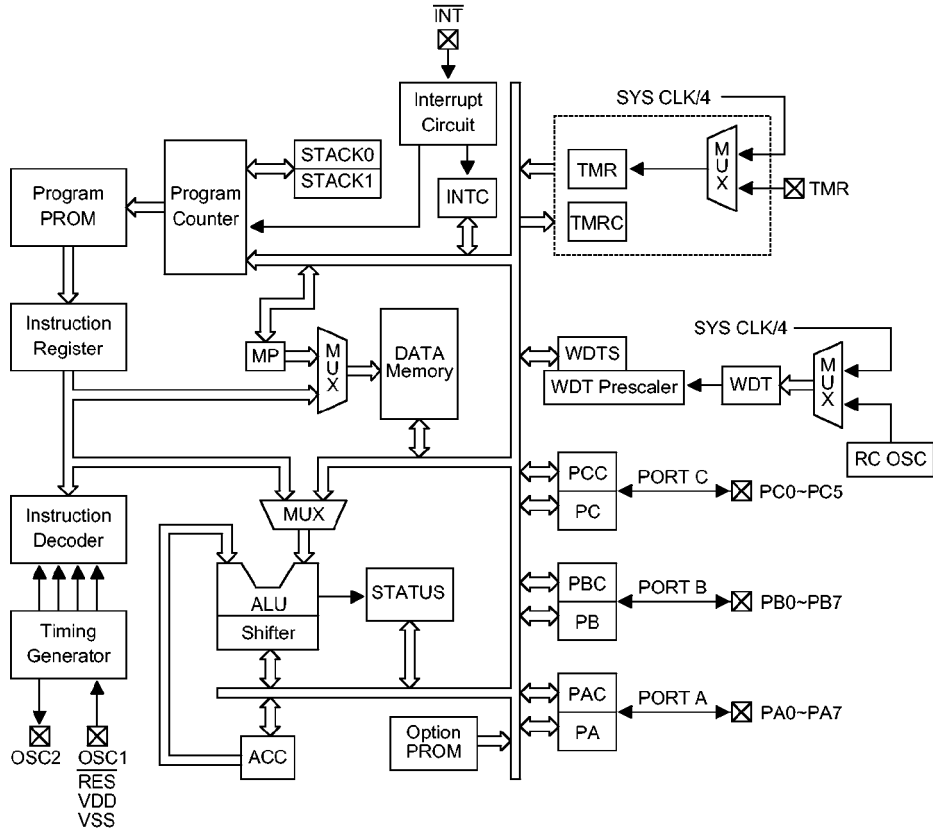 INT
SYS CLK/4
Interrupt
Circuit
STACK0
STACK1
Program
PROM
Program
Counter
INTC
TMR
TMRC
MUX
TMR
Instruction
Register
MP
MUX
DATA
Memory
WDTS
WDT Prescaler
WDT
MUX
SYS CLK/4
RC OSC
Instruction
Decoder
MUX
PCC
PC
PORT C
PC0~PC5
ALU
Shifter
STATUS
PBC
PB
PORT B
PB0~PB7
Timing
Generator
PAC
PA
PORT A
PA0~PA7
Option
PROM
ACC
OSC2
OSC1
RES
VDD
VSS